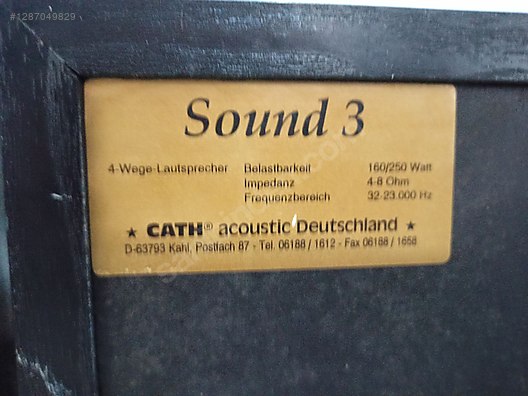 #1287049829
Sound 3
4-Wege-Lautsprecher Belastbarkeit 160/250 Watt
Impedanz 4-8 Ohm
Frequenzbereich 32-23.000 Hz
★ CATH® acoustic Deutschland ★
D-63793 Kahl, Postfach 87 - Tel. 06188 / 1612 - Fax 06188 / 1658